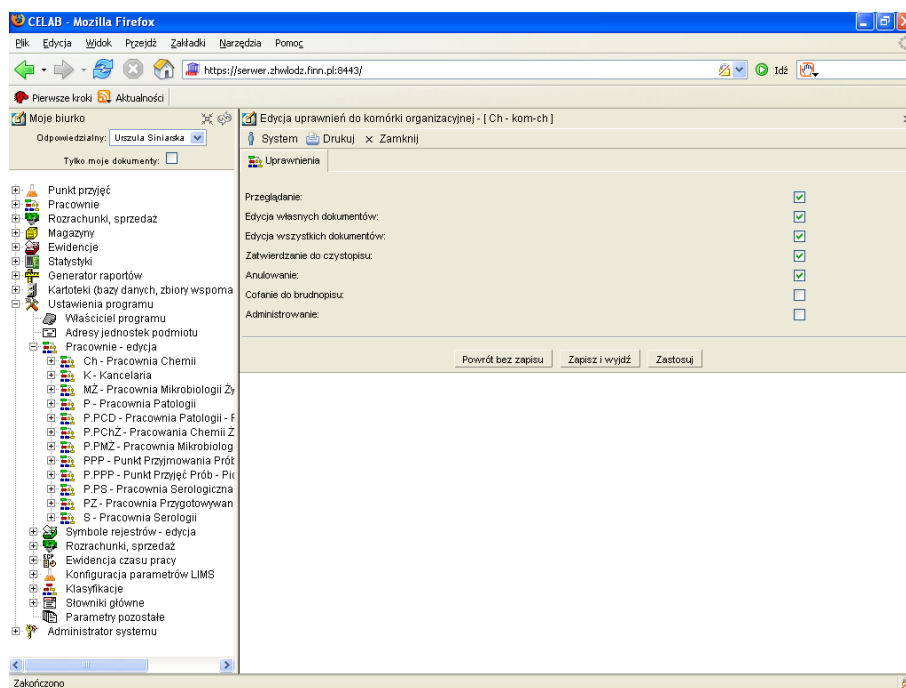 CELAB - Mozilla Firefox
Plik Edycja Widok Przejdź Zakładki Narzędzia Pomoc
https://serwer.zhwlodz.finn.pl:8443/ Idź
Pierwsze kroki Aktualności
Moje biurko
Odpowiedzialny: Urszula Siniarska
Tylko moje dokumenty:
Punkt przyjęć
Pracownie
Rozrachunki, sprzedaż
Magazyny
Ewidencje
Statystyki
Generator raportów
Kartoteki (bazy danych, zbiory wspoma
Ustawienia programu
Właściciel programu
Adresy jednostek podmiotu
Pracownie - edycja
Ch - Pracownia Chemii
K - Kancelaria
MŻ - Pracownia Mikrobiologii Ży
P - Pracownia Patologii
P.PCD - Pracownia Patologii - F
P.PChŻ - Pracowania Chemii Ż
P.PMŻ - Pracownia Mikrobiolog
PPP - Punkt Przyjmowania Prób
P.PPP - Punkt Przyjęć Prób - Pio
P.PS - Pracownia Serologiczna
PZ - Pracownia Przygotowywan
S - Pracownia Serologii
Symbole rejestrów - edycja
Rozrachunki, sprzedaż
Ewidencja czasu pracy
Konfiguracja parametrów LIMS
Klasyfikacje
Słowniki główne
Parametry pozostałe
Administrator systemu
Edycja uprawnień do komórki organizacyjnej - [ Ch - kom-ch ]
System Drukuj Zamknij
Uprawnienia
Przeglądanie:
Edycja własnych dokumentów:
Edycja wszystkich dokumentów:
Zatwierdzanie do czystopisu:
Anulowanie:
Cofanie do brudnopisu:
Administrowanie:
Powrót bez zapisu Zapisz i wyjdź Zastosuj
Zakończono